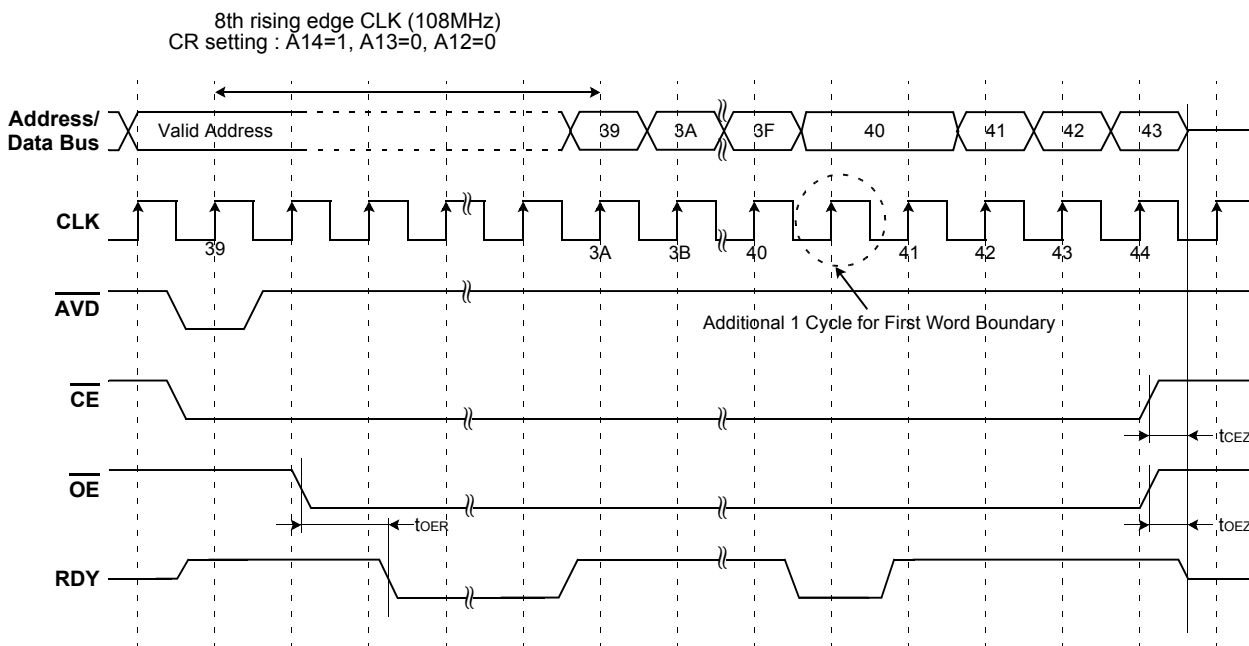 8th rising edge CLK (108MHz)
CR setting : A14=1, A13=0, A12=0
Address/
Data Bus
Valid Address 39 3A 3F 40 41 42 43
CLK
39 3A 3B 40 41 42 43 44
AVD
Additional 1 Cycle for First Word Boundary
CE
tCEZ
OE
tOER
tOEZ
RDY